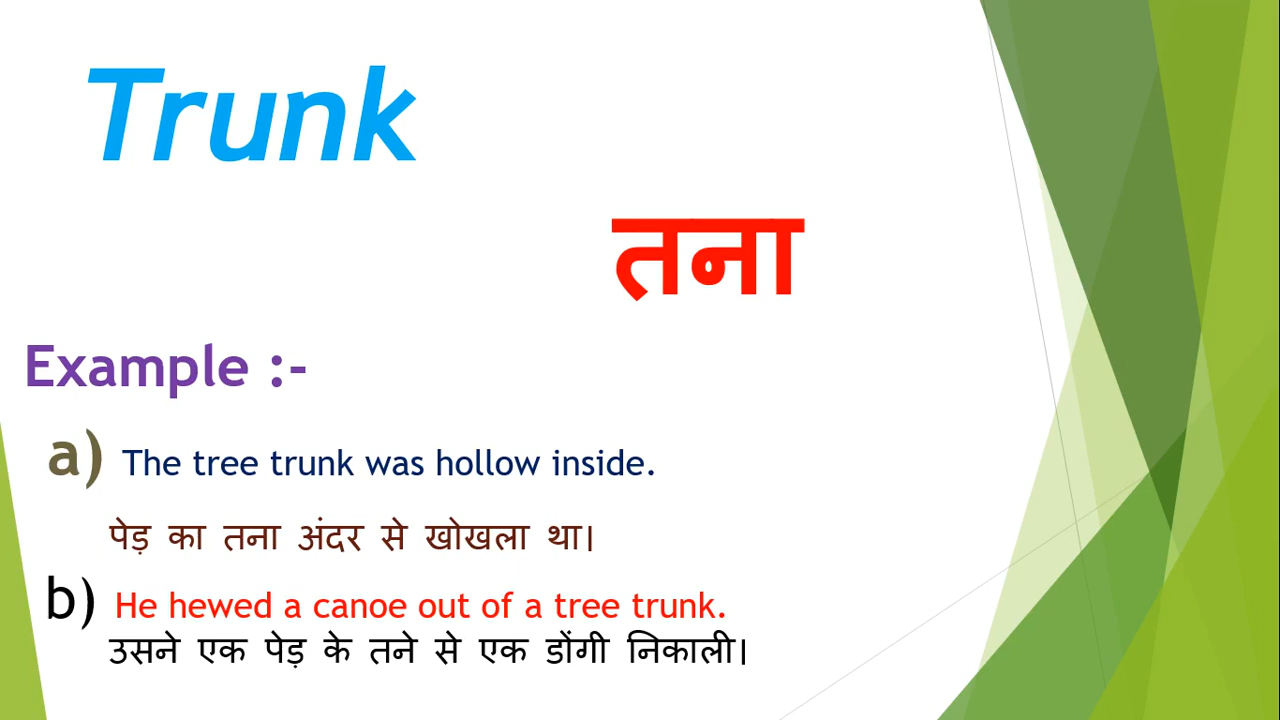 Trunk
तना
Example :-
a) The tree trunk was hollow inside.
पेड़ का तना अंदर से खोखला था।
b) He hewed a canoe out of a tree trunk.
उसने एक पेड़ के तने से एक डोंगी निकाली।